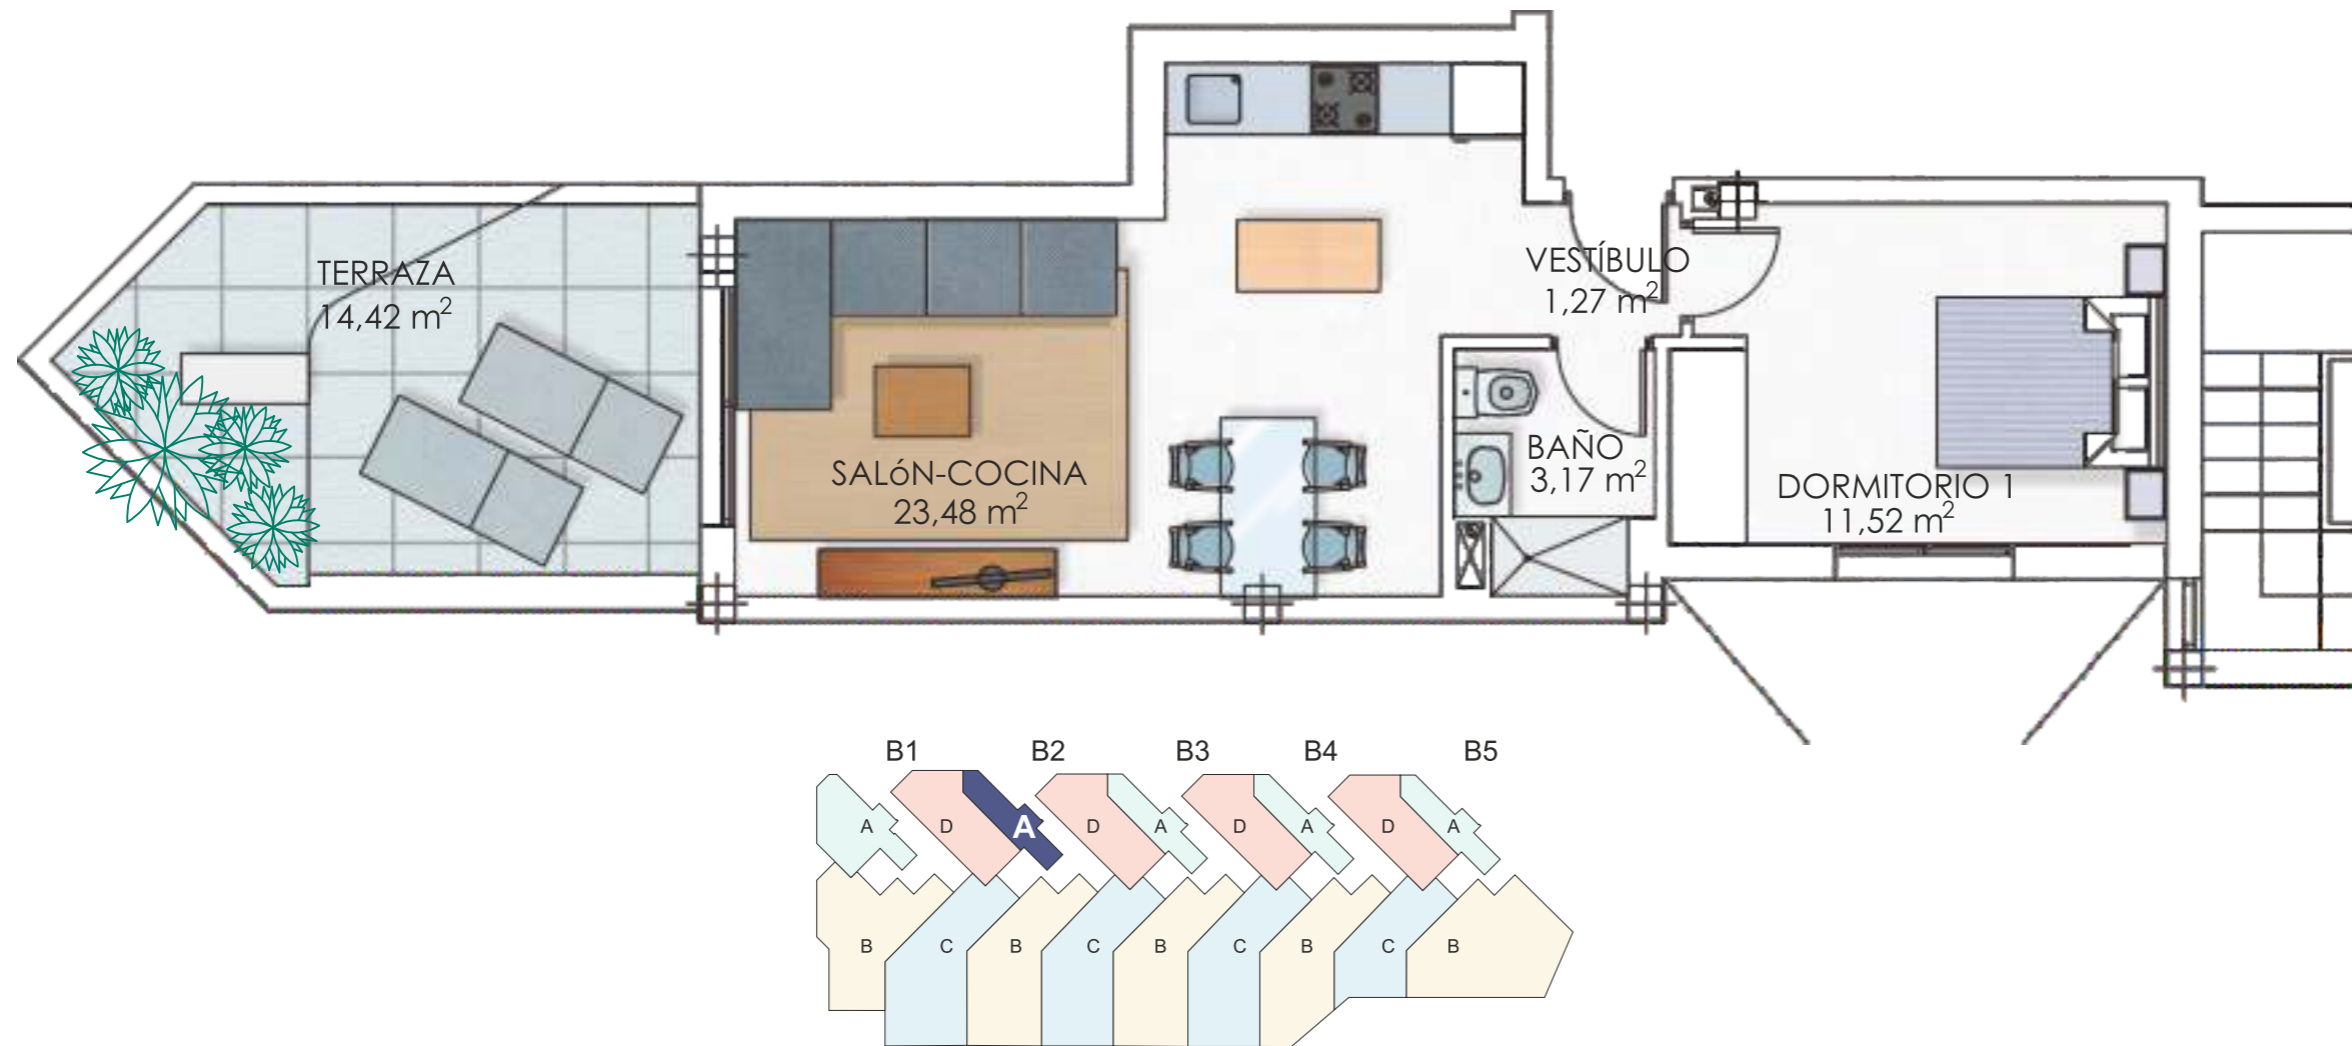 TERRAZA
14,42 m²
SALóN-COCINA
23,48 m²
VESTÍBULO
1,27 m²
BAÑO
3,17 m²
DORMITORIO 1
11,52 m²
B1 B2 B3 B4 B5
A D A D A D A D A
B C B C B C B C B